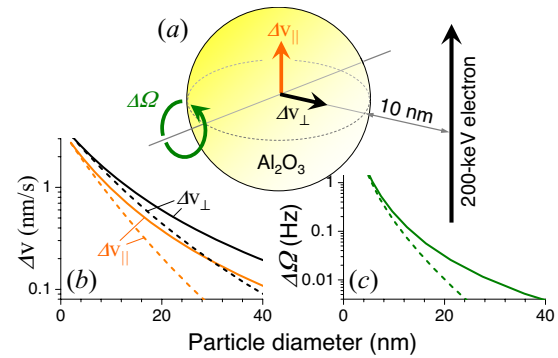 (a)
Δv||
ΔΩ
Δv⊥
10 nm
Al2O3
200-keV electron
Δv (nm/s)
1
0.1
Δv⊥
Δv||
(b)
0
20
40
ΔΩ (Hz)
1
0.1
0.01
(c)
0
20
40
Particle diameter (nm)